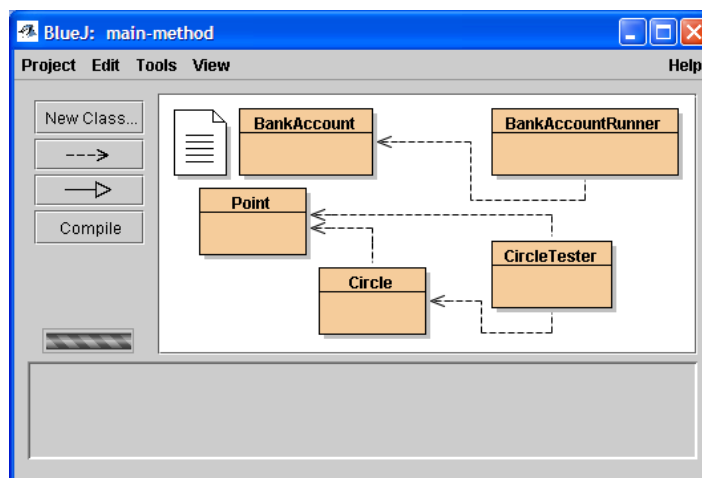 BlueJ: main-method
Project Edit Tools View Help
New Class...
Compile
BankAccount
BankAccountRunner
Point
CircleTester
Circle